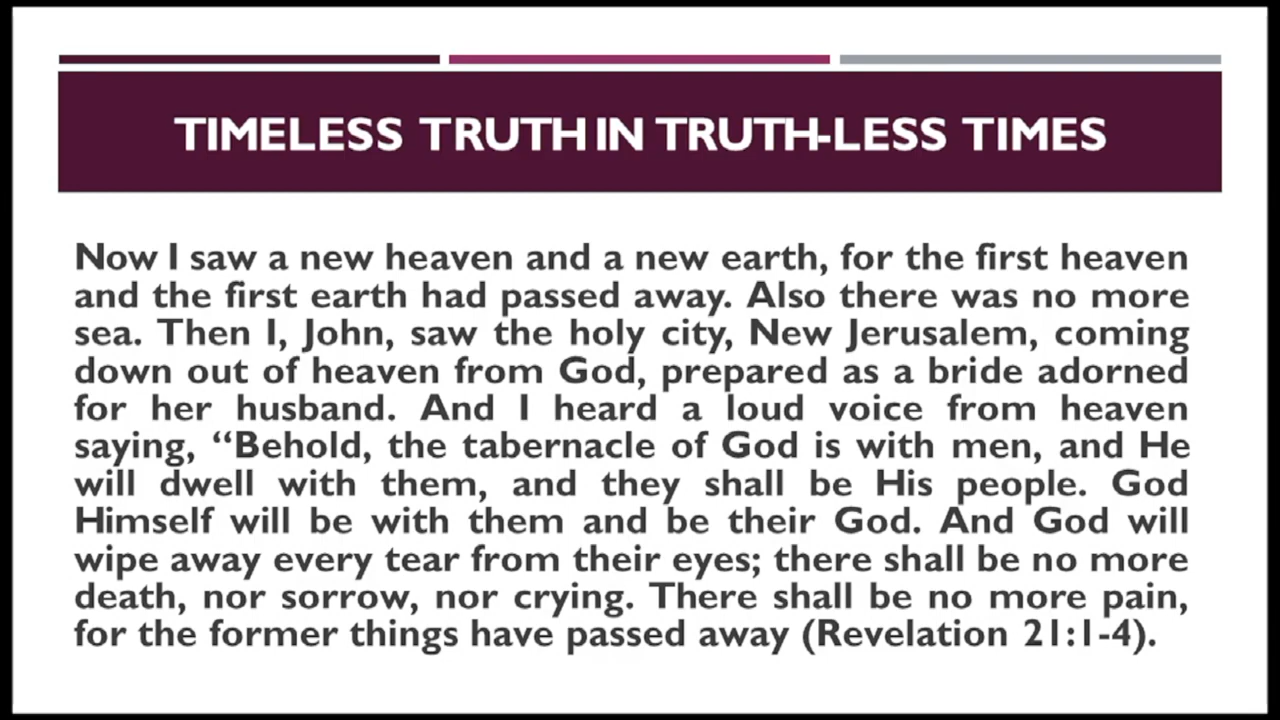 TIMELESS TRUTH IN TRUTH-LESS TIMES
Now I saw a new heaven and a new earth, for the first heaven
and the first earth had passed away. Also there was no more
sea. Then I, John, saw the holy city, New Jerusalem, coming
down out of heaven from God, prepared as a bride adorned
for her husband. And I heard a loud voice from heaven
saying, “Behold, the tabernacle of God is with men, and He
will dwell with them, and they shall be His people. God
Himself will be with them and be their God. And God will
wipe away every tear from their eyes; there shall be no more
death, nor sorrow, nor crying. There shall be no more pain,
for the former things have passed away (Revelation 21:1-4).